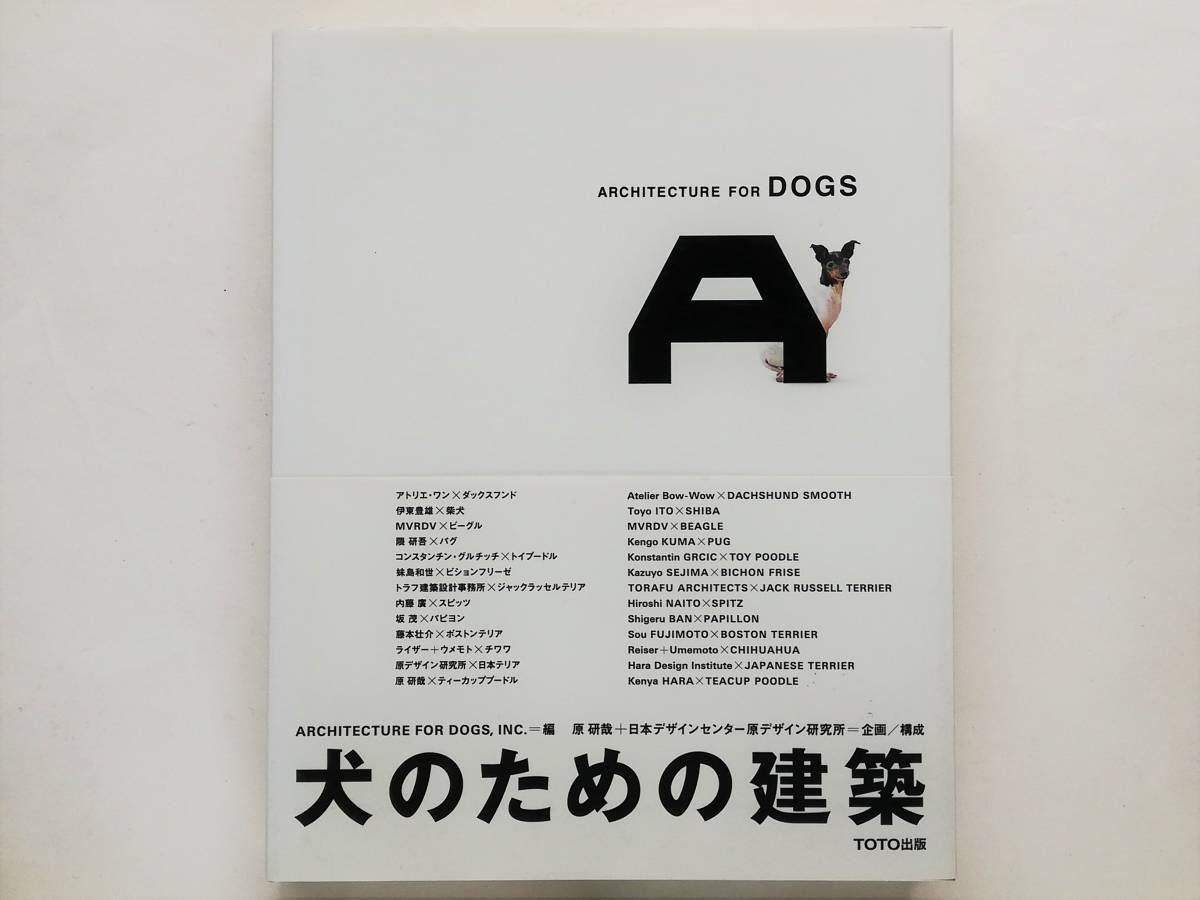 ARCHITECTURE FOR DOGS
A
アトリエ・ワン×ダックスフンド
伊東豊雄×柴犬
MVRDV×ビーグル
隈 研吾×パグ
コンスタンチン・グルチッチ×トイプードル
妹島和世×ビションフリーゼ
トラフ建築設計事務所×ジャックラッセルテリア
内藤 廣×スピッツ
坂 茂×パピヨン
藤本壮介×ボストンテリア
ライザー+ウメモト×チワワ
原デザイン研究所×日本テリア
原 研哉×ティーカッププードル
Atelier Bow-Wow×DACHSHUND SMOOTH
Toyo ITO×SHIBA
MVRDV×BEAGLE
Kengo KUMA×PUG
Konstantin GRCIC×TOY POODLE
Kazuyo SEJIMA×BICHON FRISE
TORAFU ARCHITECTS×JACK RUSSELL TERRIER
Hiroshi NAITO×SPITZ
Shigeru BAN×PAPILLON
Sou FUJIMOTO×BOSTON TERRIER
Reiser+Umemoto×CHIHUAHUA
Hara Design Institute×JAPANESE TERRIER
Kenya HARA×TEACUP POODLE
ARCHITECTURE FOR DOGS, INC.=編 原 研哉+日本デザインセンター原デザイン研究所=企画/構成
犬のための建築
TOTO出版